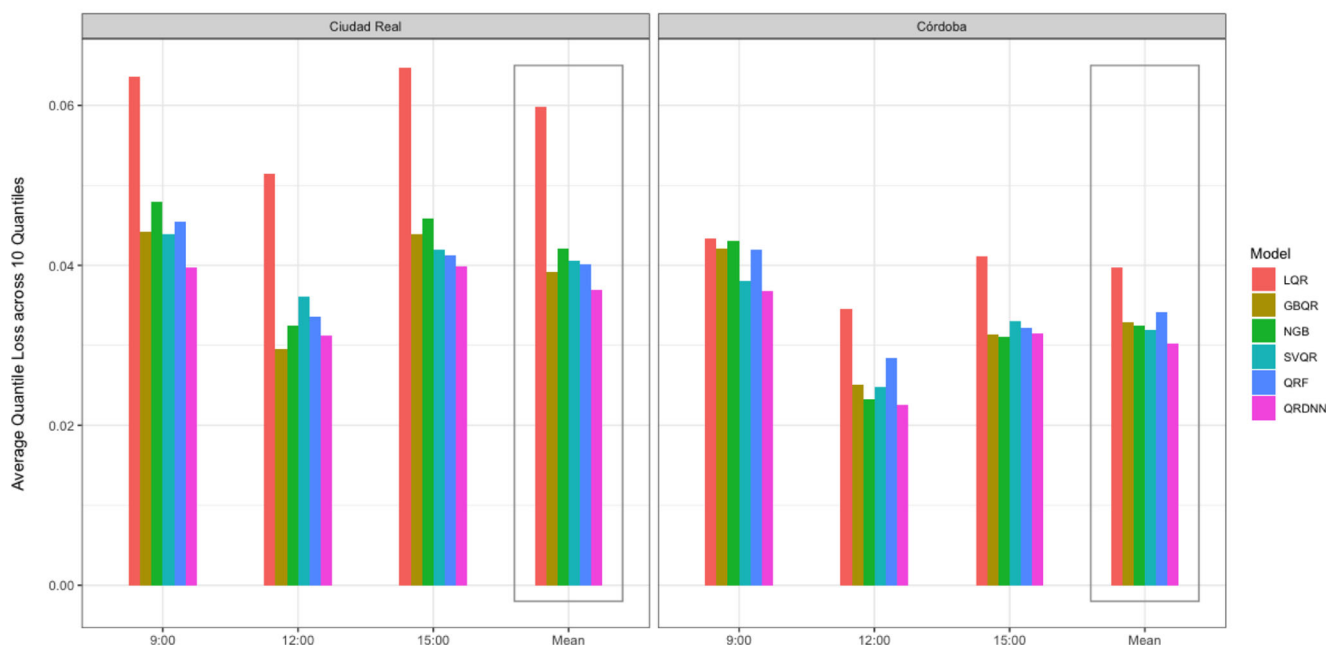 Ciudad Real
Córdoba
Average Quantile Loss across 10 Quantiles
0.06
0.04
0.02
0.00
9:00
12:00
15:00
Mean
9:00
12:00
15:00
Mean
Model
LQR
GBQR
NGB
SVQR
QRF
QRDNN